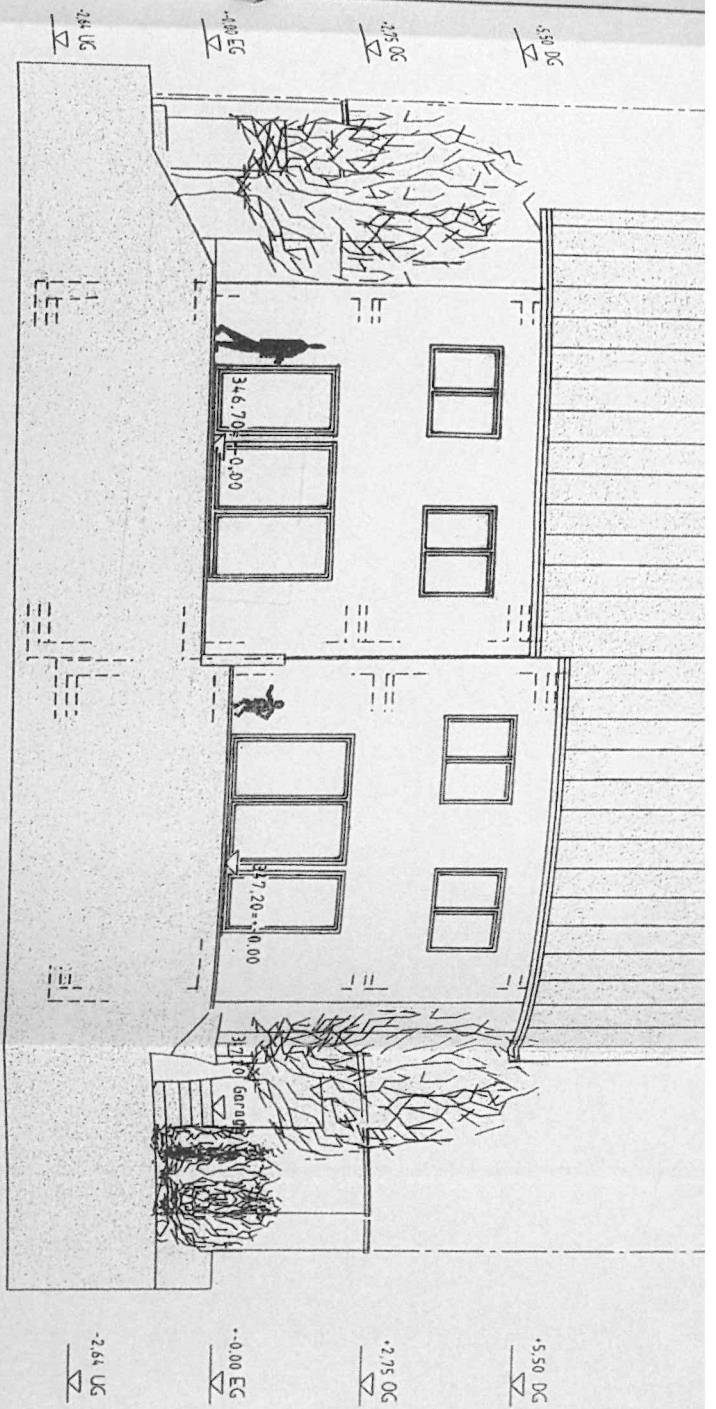 +5,50 DG
+2,75 OG
+-0,00 EG
-2,64 UG
346,70=+-0,00
347,20=+-0,00
Garage
+5,50 DG
+2,75 OG
+-0,00 EG
-2,64 UG